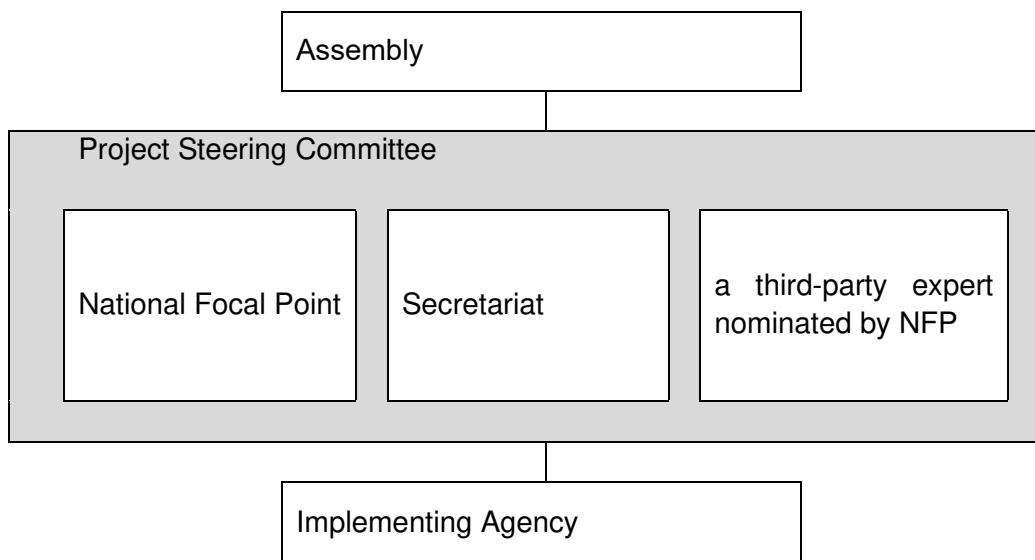 Assembly
Project Steering Committee
National Focal Point
Secretariat
a third-party expert
nominated by NFP
Implementing Agency